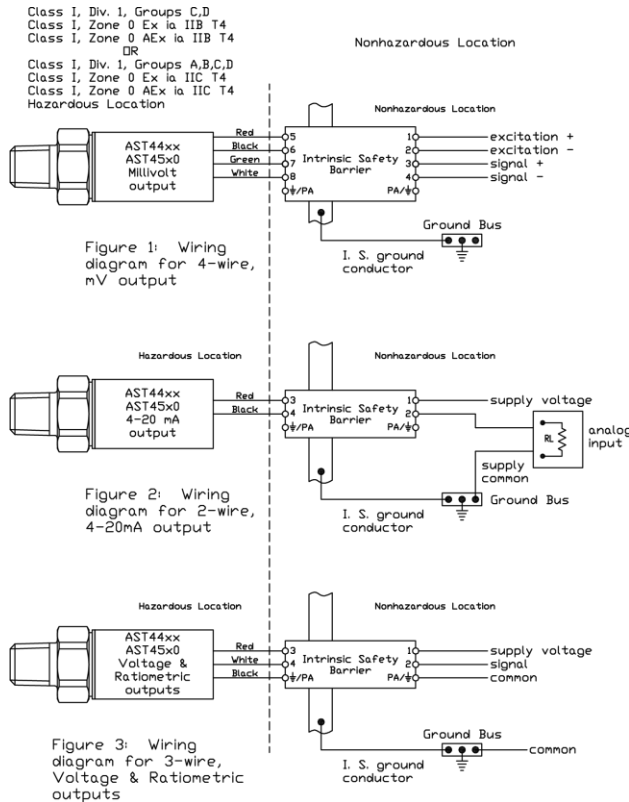 Class I, Div. 1, Groups C,D
Class I, Zone 0 Ex ia IIB T4
Class I, Zone 0 AEx ia IIB T4
OR
Class I, Div. 1, Groups A,B,C,D
Class I, Zone 0 Ex ia IIC T4
Class I, Zone 0 AEx ia IIC T4
Hazardous Location
Nonhazardous Location
Nonhazardous Location
AST44xx
AST45x0
Millivolt
output
Red
Black
Green
White
5
6
7
8
⏚/PA
Intrinsic Safety
Barrier
1
2
3
4
PA/⏚
excitation +
excitation -
signal +
signal -
Ground Bus
I. S. ground
conductor
Figure 1: Wiring
diagram for 4-wire,
mV output
Hazardous Location
Nonhazardous Location
AST44xx
AST45x0
4-20 mA
output
Red
Black
3
4
⏚/PA
Intrinsic Safety
Barrier
1
2
PA/⏚
supply voltage
RL
analog
input
supply
common
Ground Bus
I. S. ground
conductor
Figure 2: Wiring
diagram for 2-wire,
4-20mA output
Hazardous Location
Nonhazardous Location
AST44xx
AST45x0
Voltage &
Ratiometric
outputs
Red
White
Black
3
4
⏚/PA
Intrinsic Safety
Barrier
1
2
PA/⏚
supply voltage
signal
common
Ground Bus
common
I. S. ground
conductor
Figure 3: Wiring
diagram for 3-wire,
Voltage & Ratiometric
outputs